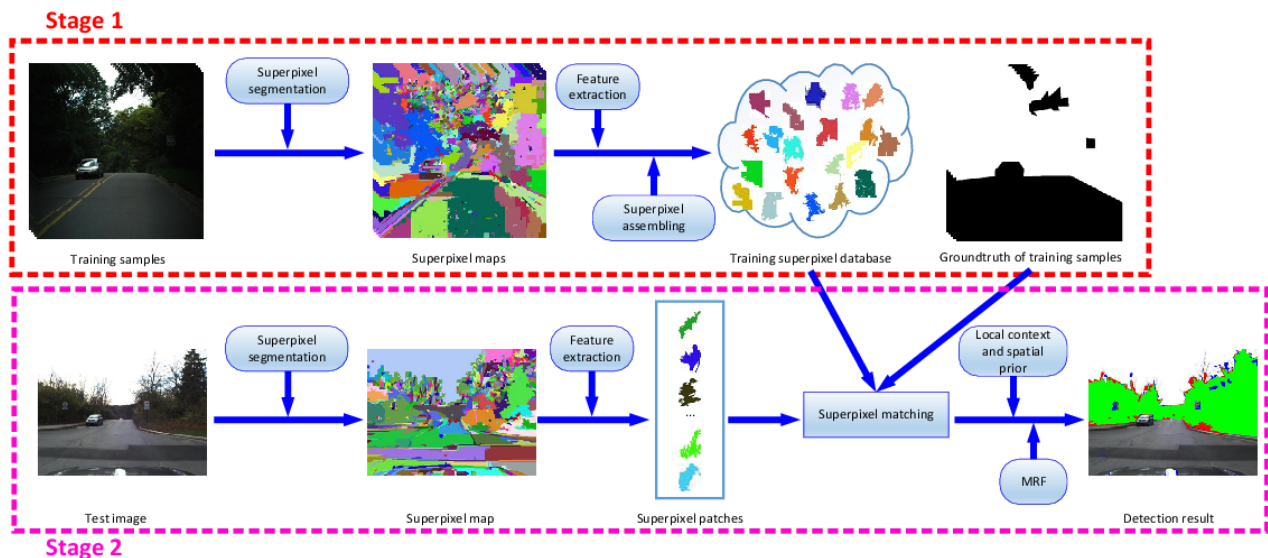 Stage 1
Superpixel
segmentation
Feature
extraction
Superpixel
assembling
Training samples
Superpixel maps
Training superpixel database
Groundtruth of training samples
Superpixel
segmentation
Feature
extraction
Local context
and spatial
prior
...
Superpixel matching
MRF
Test image
Superpixel map
Superpixel patches
Detection result
Stage 2